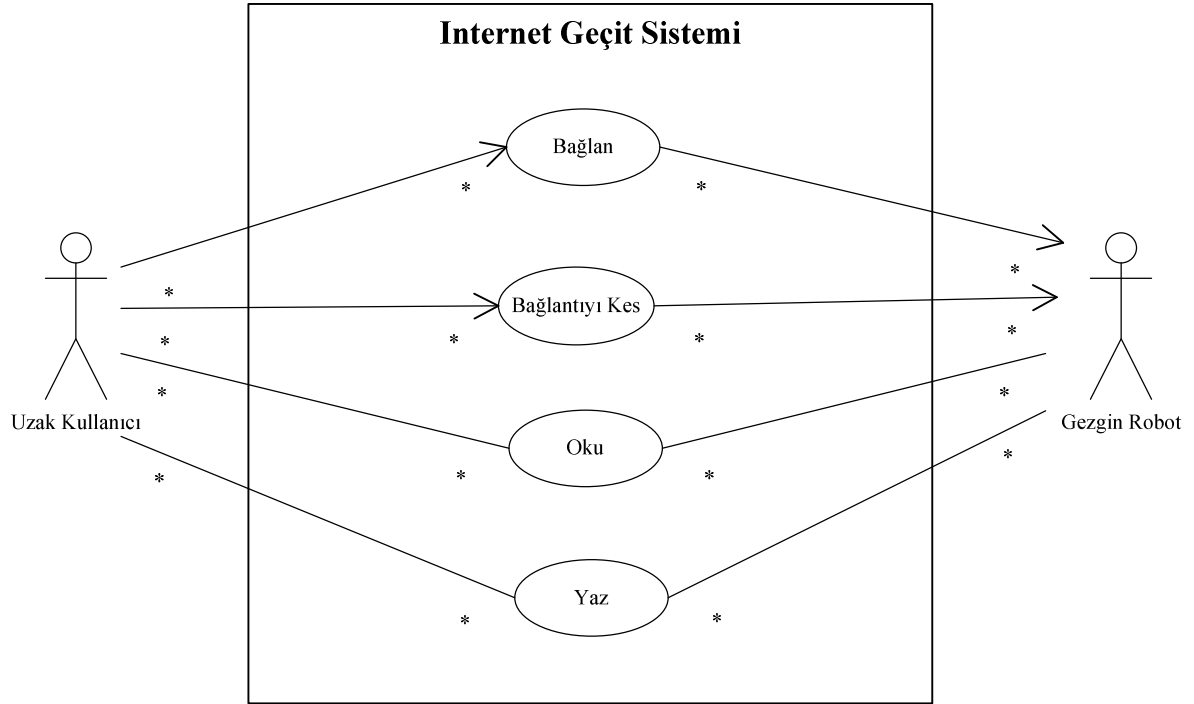 Internet Geçit Sistemi
Bağlan
*
*
*
*
Bağlantıyı Kes
*
*
*
*
Uzak Kullanıcı
Gezgin Robot
*
*
Oku
*
*
*
*
Yaz
*
*